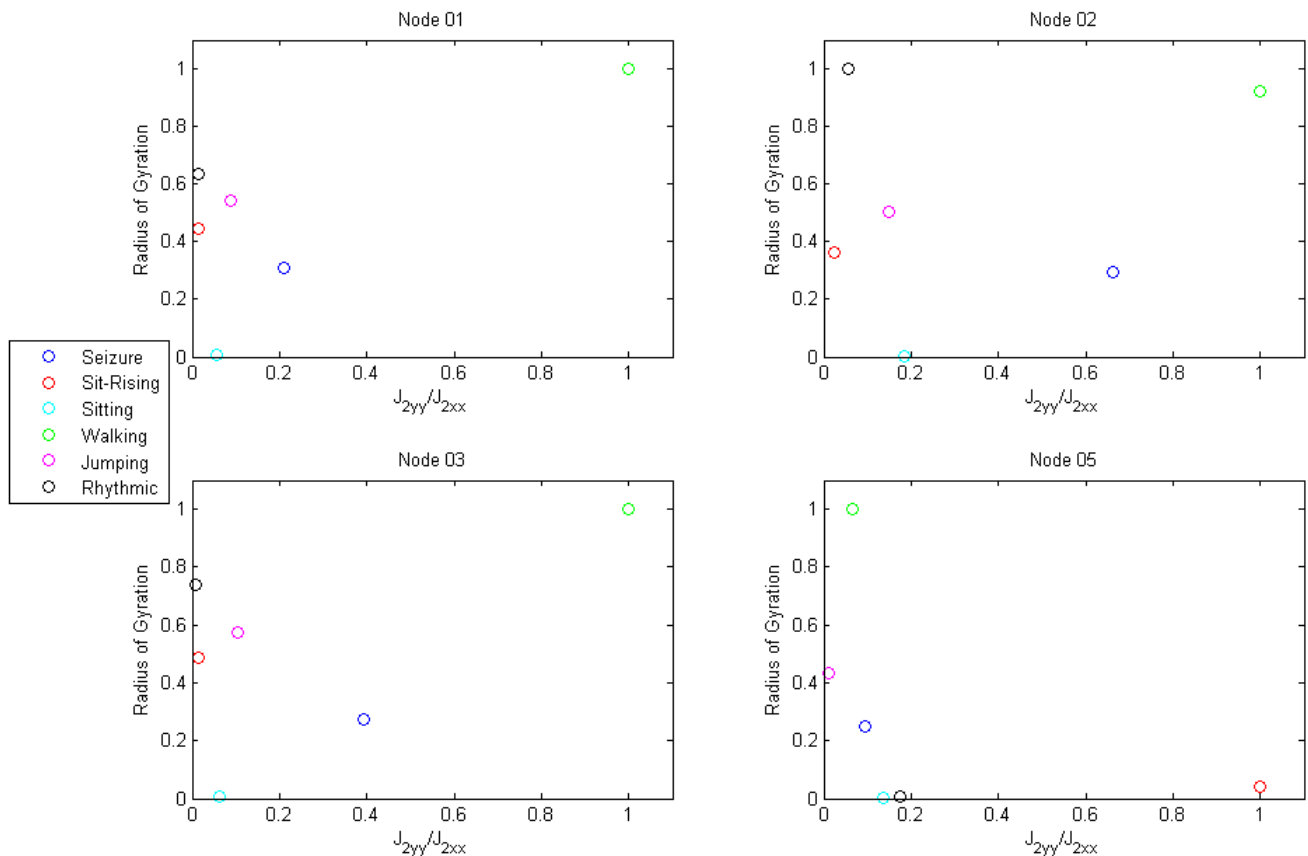 Node 01
Radius of Gyration
1
0.8
0.6
0.4
0.2
0
0 0.2 0.4 0.6 0.8 1
J2yy/J2xx
Node 02
Radius of Gyration
1
0.8
0.6
0.4
0.2
0
0 0.2 0.4 0.6 0.8 1
J2yy/J2xx
Seizure
Sit-Rising
Sitting
Walking
Jumping
Rhythmic
Node 03
Radius of Gyration
1
0.8
0.6
0.4
0.2
0
0 0.2 0.4 0.6 0.8 1
J2yy/J2xx
Node 05
Radius of Gyration
1
0.8
0.6
0.4
0.2
0
0 0.2 0.4 0.6 0.8 1
J2yy/J2xx